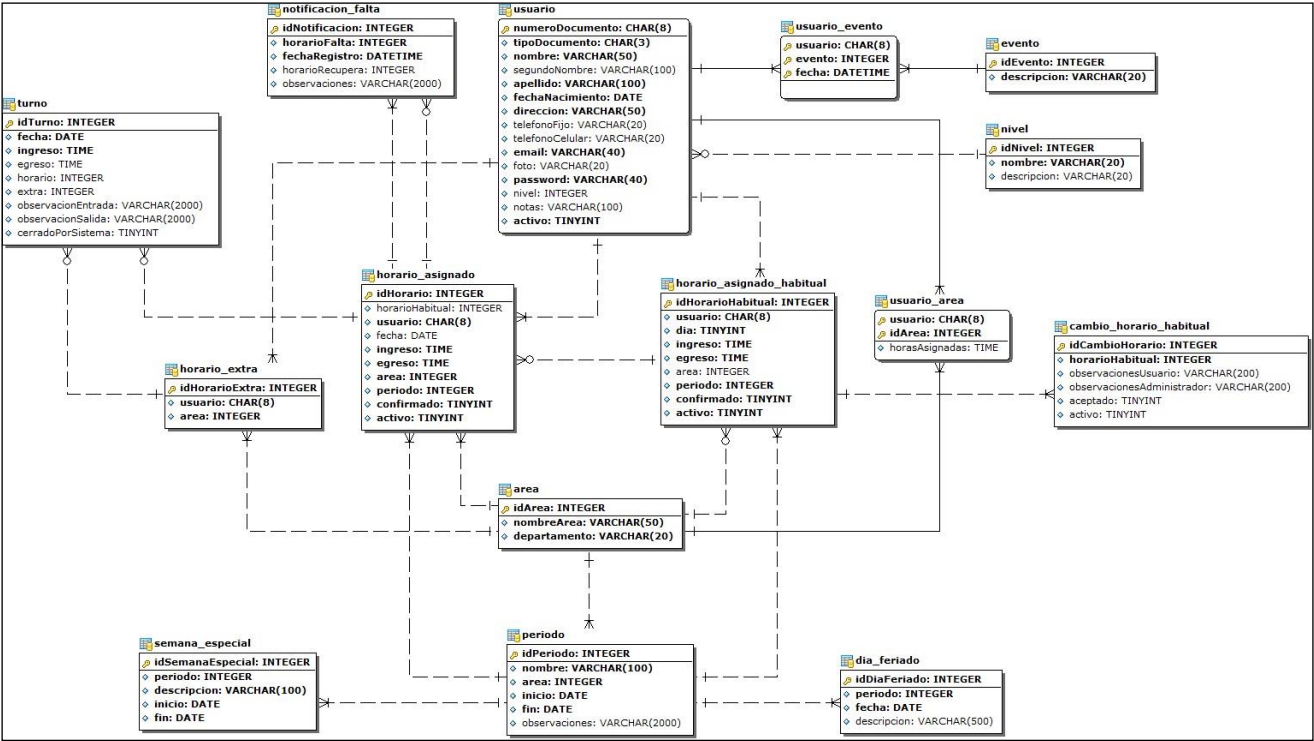 notificacion_falta
idNotificacion: INTEGER
horarioFalta: INTEGER
fechaRegistro: DATETIME
horarioRecupera: INTEGER
observaciones: VARCHAR(2000)
usuario
numeroDocumento: CHAR(8)
tipoDocumento: CHAR(3)
nombre: VARCHAR(50)
segundoNombre: VARCHAR(100)
apellido: VARCHAR(100)
fechaNacimiento: DATE
direccion: VARCHAR(50)
telefonoFijo: VARCHAR(20)
telefonoCelular: VARCHAR(20)
email: VARCHAR(40)
foto: VARCHAR(20)
password: VARCHAR(40)
nivel: INTEGER
notas: VARCHAR(100)
activo: TINYINT
usuario_evento
usuario: CHAR(8)
evento: INTEGER
fecha: DATETIME
evento
idEvento: INTEGER
descripcion: VARCHAR(20)
turno
idTurno: INTEGER
fecha: DATE
ingreso: TIME
egreso: TIME
horario: INTEGER
extra: INTEGER
observacionEntrada: VARCHAR(2000)
observacionSalida: VARCHAR(2000)
cerradoPorSistema: TINYINT
nivel
idNivel: INTEGER
nombre: VARCHAR(20)
descripcion: VARCHAR(20)
horario_asignado
idHorario: INTEGER
horarioHabitual: INTEGER
usuario: CHAR(8)
fecha: DATE
ingreso: TIME
egreso: TIME
area: INTEGER
periodo: INTEGER
confirmado: TINYINT
activo: TINYINT
horario_asignado_habitual
idHorarioHabitual: INTEGER
usuario: CHAR(8)
dia: TINYINT
ingreso: TIME
egreso: TIME
area: INTEGER
periodo: INTEGER
confirmado: TINYINT
activo: TINYINT
usuario_area
usuario: CHAR(8)
idArea: INTEGER
horasAsignadas: TIME
cambio_horario_habitual
idCambioHorario: INTEGER
horarioHabitual: INTEGER
observacionesUsuario: VARCHAR(200)
observacionesAdministrador: VARCHAR(200)
aceptado: TINYINT
activo: TINYINT
horario_extra
idHorarioExtra: INTEGER
usuario: CHAR(8)
area: INTEGER
area
idArea: INTEGER
nombreArea: VARCHAR(50)
departamento: VARCHAR(20)
semana_especial
idSemanaEspecial: INTEGER
periodo: INTEGER
descripcion: VARCHAR(100)
inicio: DATE
fin: DATE
periodo
idPeriodo: INTEGER
nombre: VARCHAR(100)
area: INTEGER
inicio: DATE
fin: DATE
observaciones: VARCHAR(2000)
dia_feriado
idDiaFeriado: INTEGER
periodo: INTEGER
fecha: DATE
descripcion: VARCHAR(500)